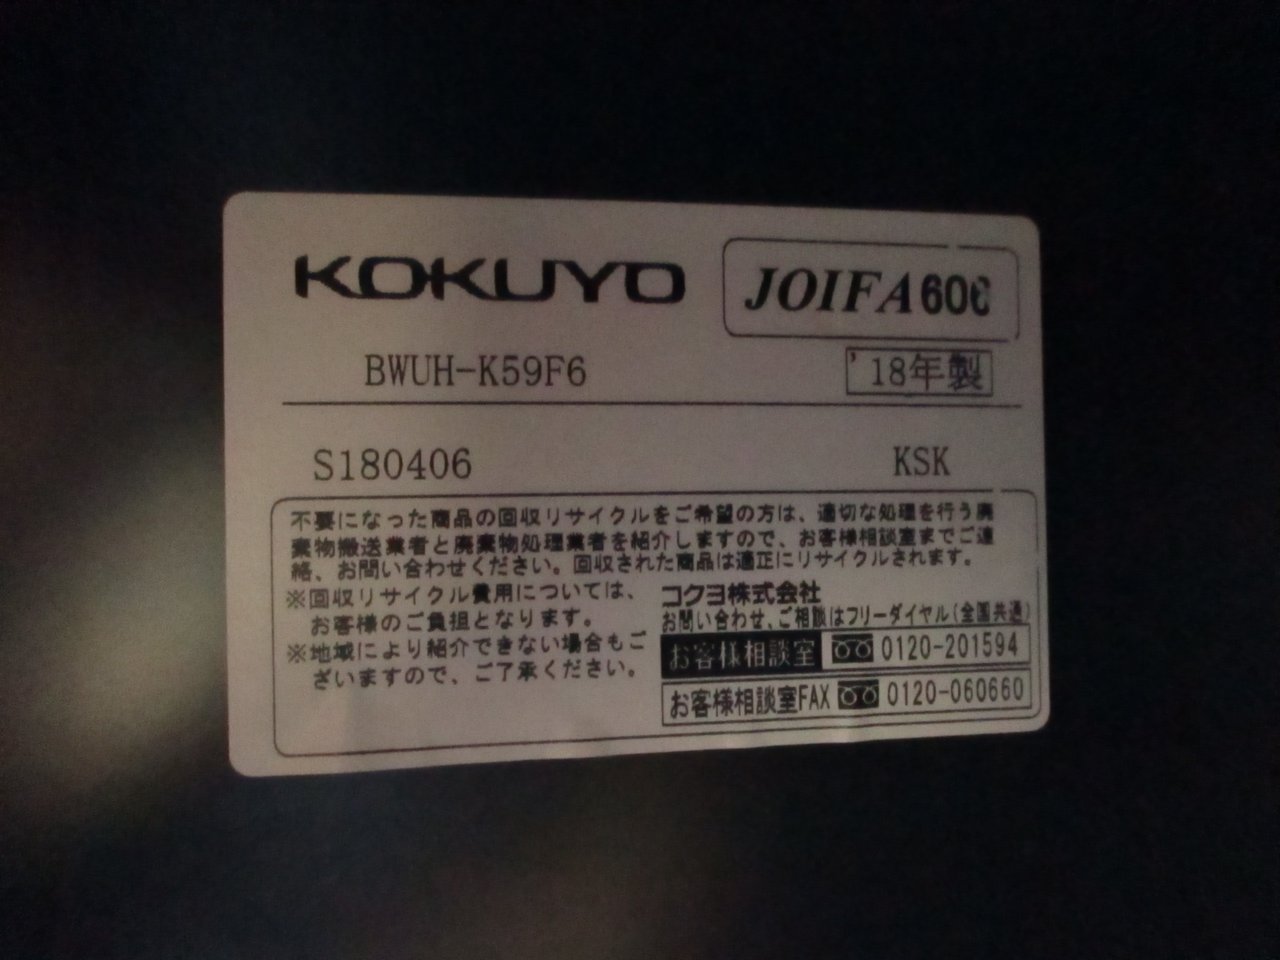 KOKUYO
JOIFA606
BWUH-K59F6
'18年製
S180406
KSK
不要になった商品の回収リサイクルをご希望の方は、適切な処理を行う廃
棄物搬送業者と廃棄物処理業者を紹介しますので、お客様相談室までご連
絡、お問い合わせください。回収された商品は適正にリサイクルされます。
※回収リサイクル費用については、
お客様のご負担となります。
※地域により紹介できない場合もご
ざいますので、ご了承ください。
コクヨ株式会社
お問い合わせ、ご相談はフリーダイヤル(全国共通)
お客様相談室 0120-201594
お客様相談室FAX 0120-060660